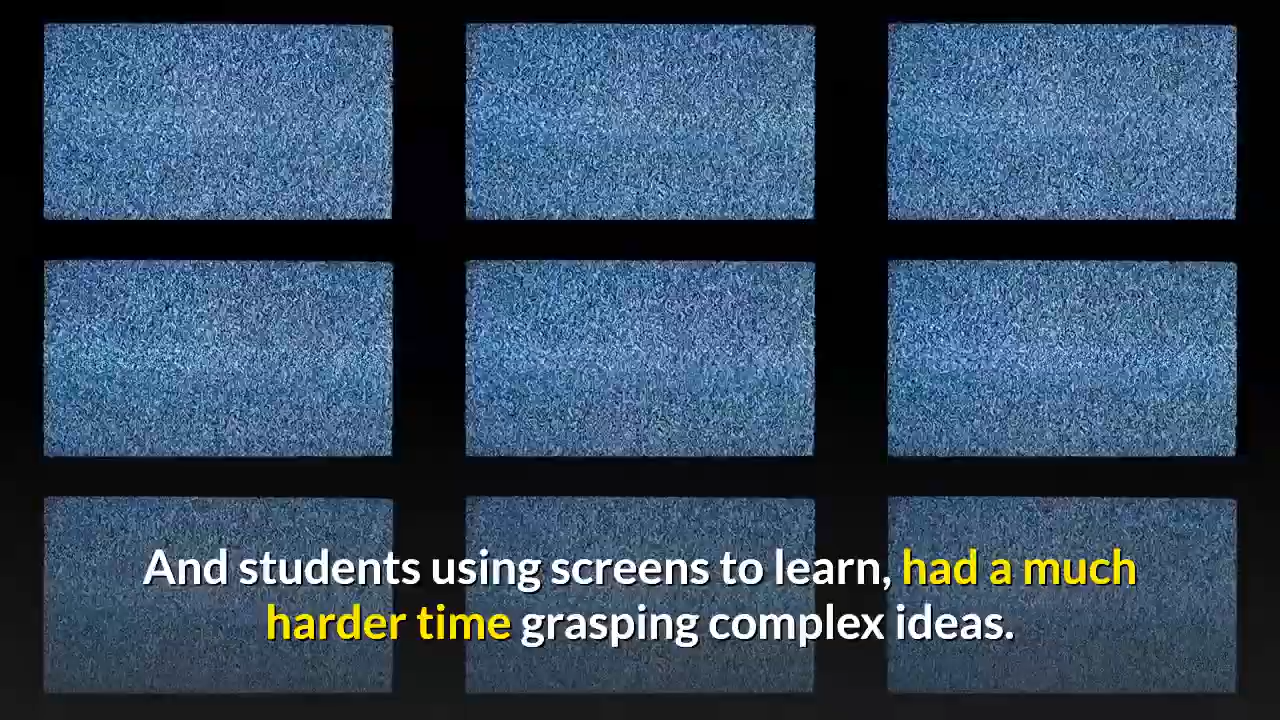 And students using screens to learn, had a much
harder time grasping complex ideas.